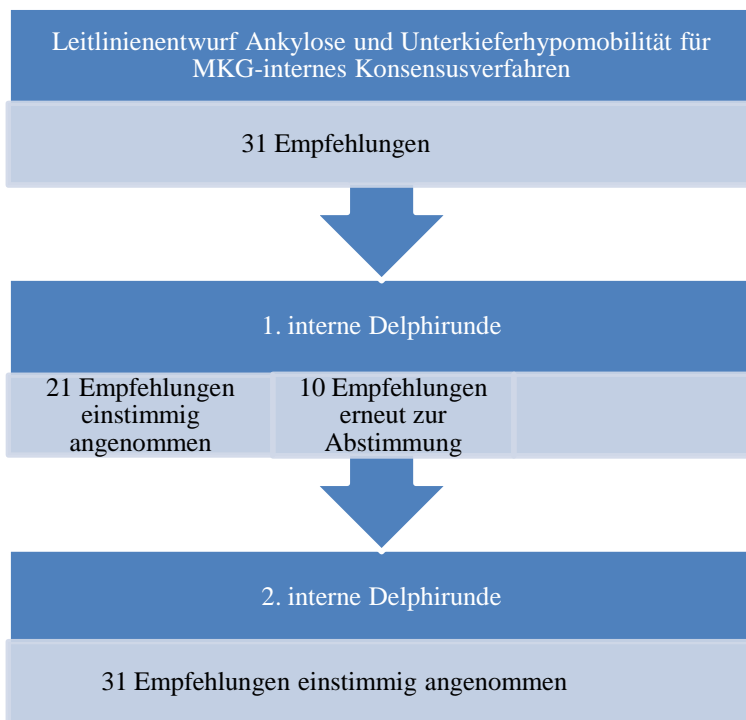 Leitlinienentwurf Ankylose und Unterkieferhypomobilität für
MKG-internes Konsensusverfahren
31 Empfehlungen
1. interne Delphirunde
21 Empfehlungen
einstimmig
angenommen
10 Empfehlungen
erneut zur
Abstimmung
2. interne Delphirunde
31 Empfehlungen einstimmig angenommen